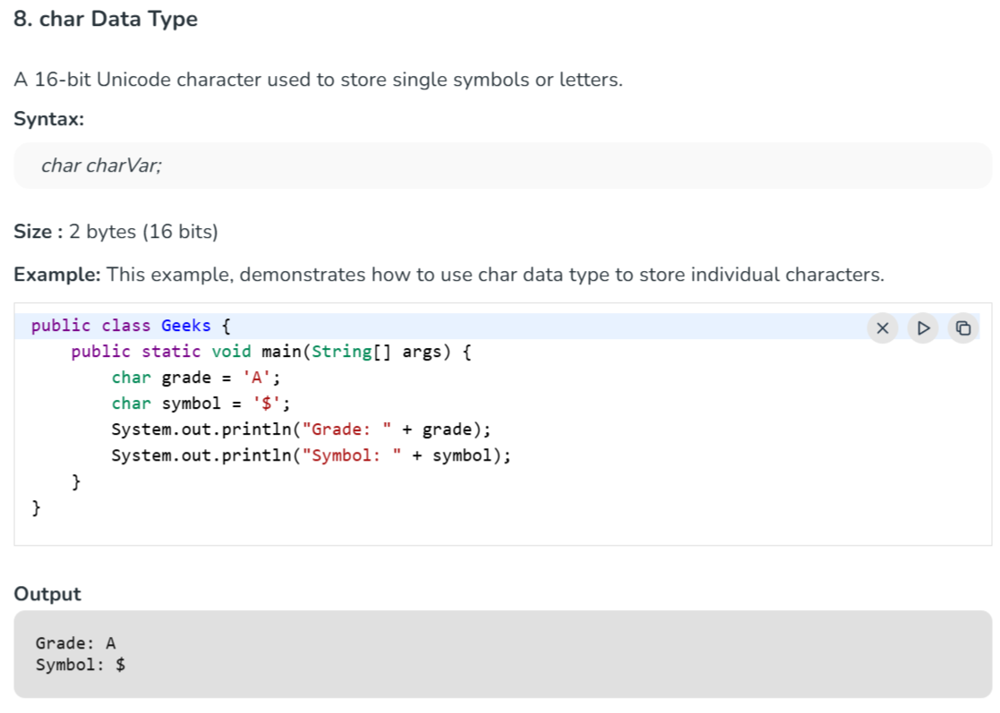 8. char Data Type
A 16-bit Unicode character used to store single symbols or letters.
Syntax:
char charVar;
Size : 2 bytes (16 bits)
Example: This example, demonstrates how to use char data type to store individual characters.
public class Geeks {
    public static void main(String[] args) {
        char grade = 'A';
        char symbol = '$';
        System.out.println("Grade: " + grade);
        System.out.println("Symbol: " + symbol);
    }
}
Output
Grade: A
Symbol: $